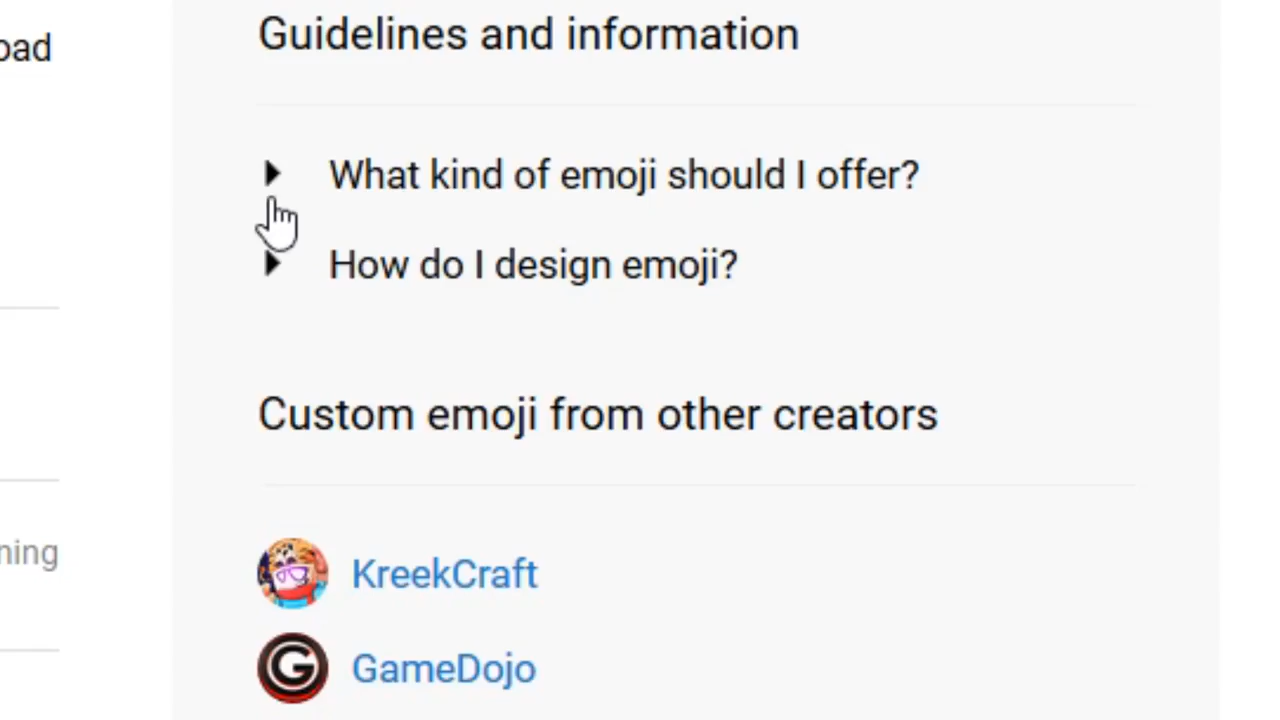 Guidelines and information
oad
What kind of emoji should I offer?
How do I design emoji?
Custom emoji from other creators
ning
KreekCraft
G
GameDojo